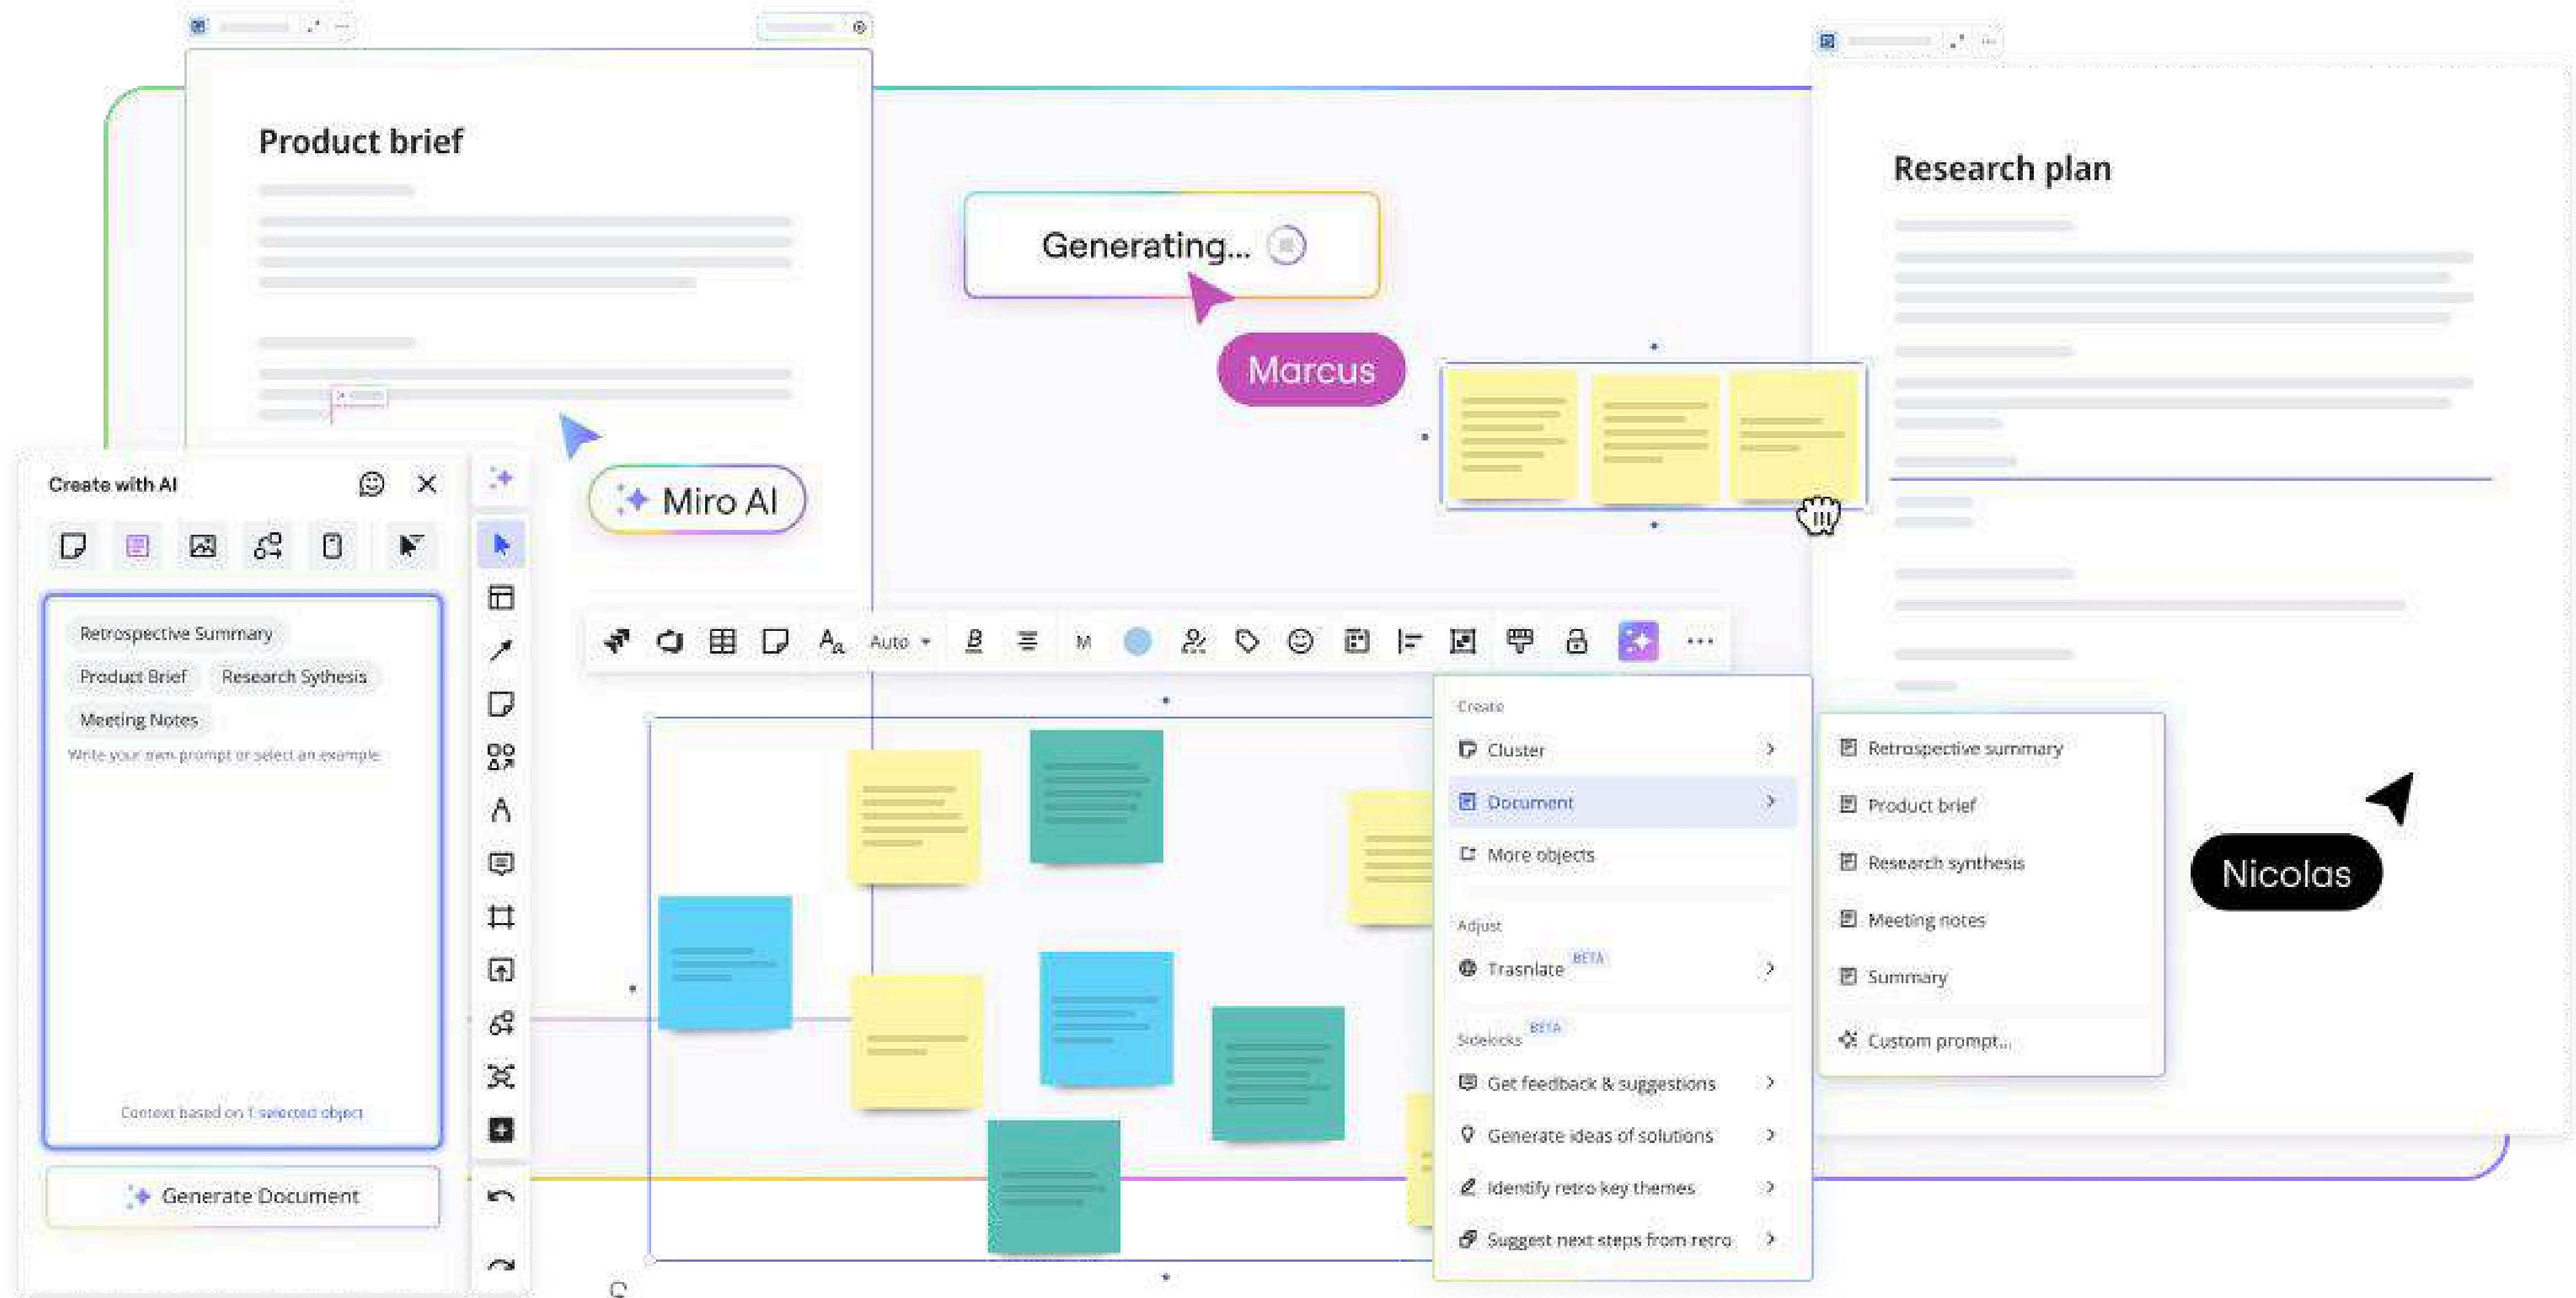 Product brief
Research plan
Generating...
Marcus
Miro AI
Create with AI
Retrospective Summary
Product Brief
Research Sythesis
Meeting Notes
Write your own prompt or select an example
Context based on 1 selected object
Generate Document
Aa
Auto
B
M
Create
Cluster
Document
More objects
Adjust
Trasnlate BETA
Sidekicks BETA
Get feedback & suggestions
Generate ideas of solutions
Identify retro key themes
Suggest next steps from retro
Retrospective summary
Product brief
Research synthesis
Meeting notes
Summary
Custom prompt...
Nicolas